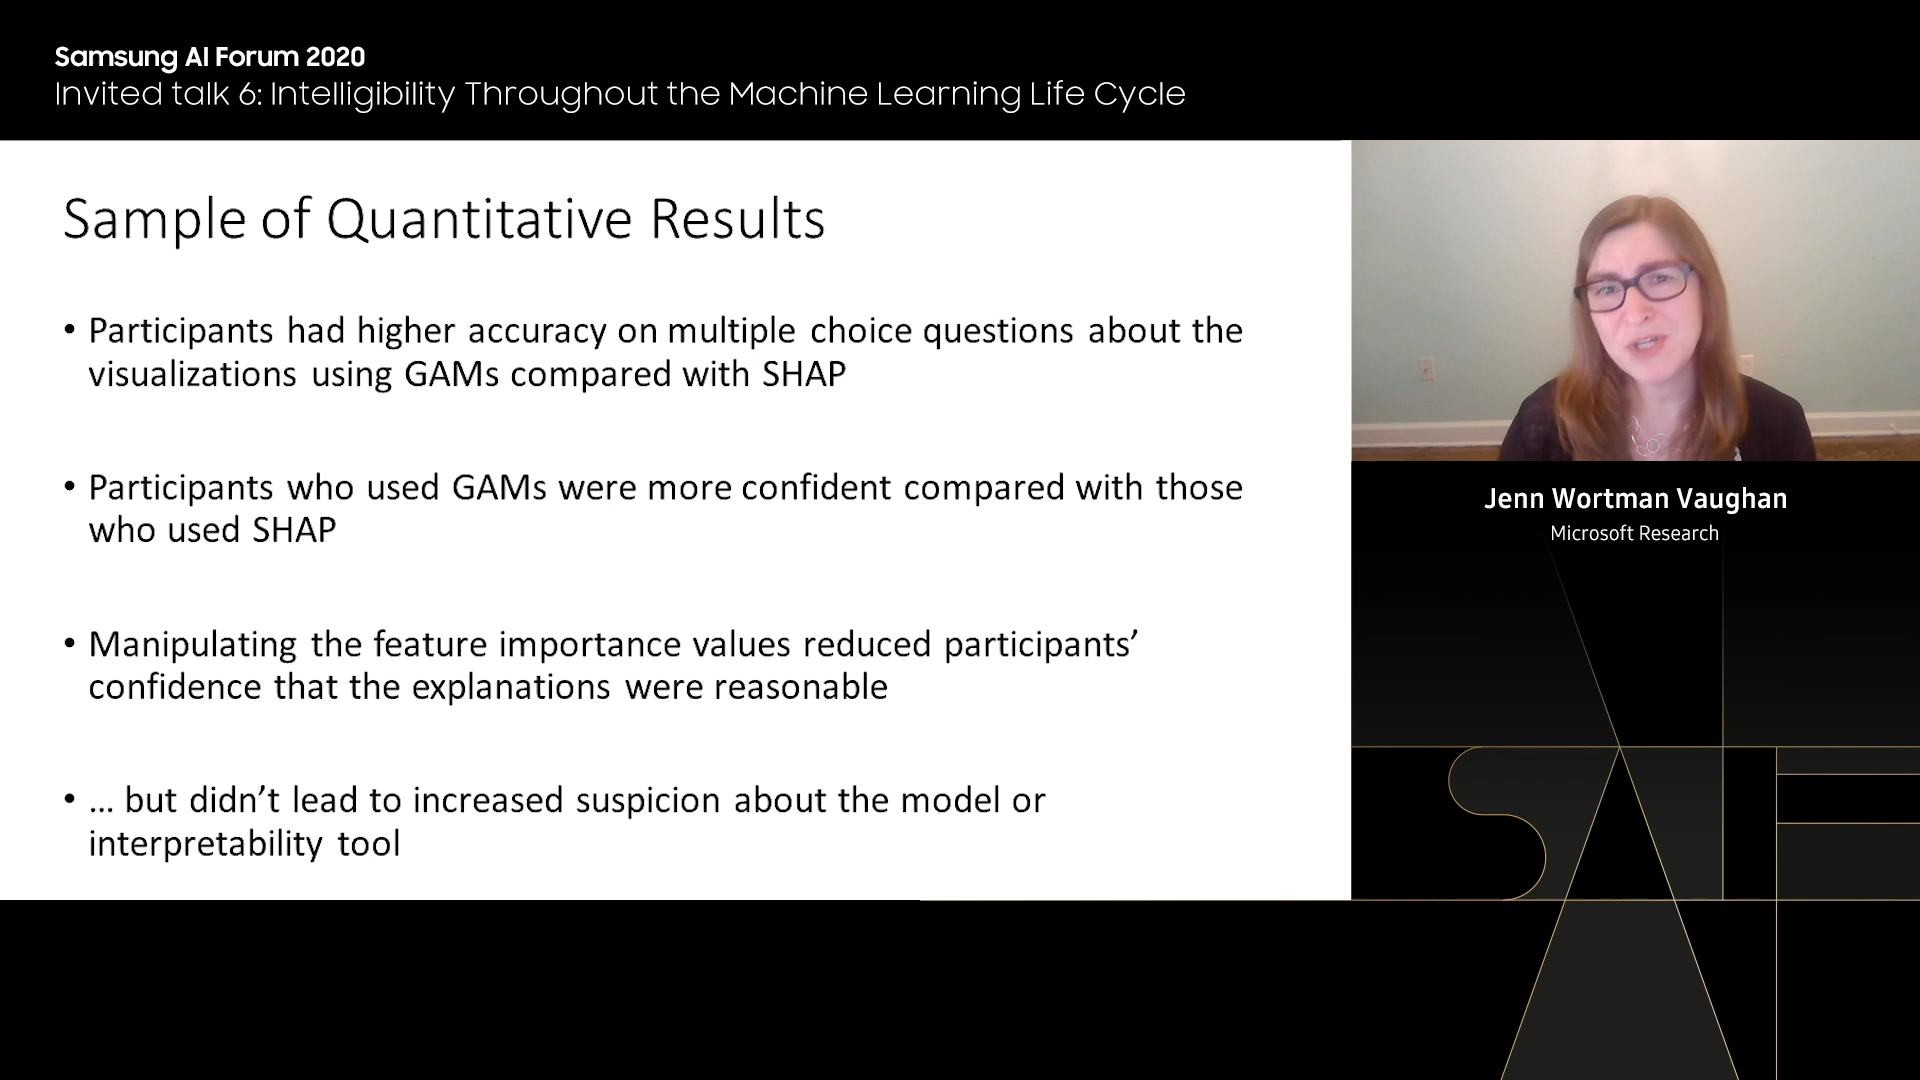 Samsung AI Forum 2020
Invited talk 6: Intelligibility Throughout the Machine Learning Life Cycle
Sample of Quantitative Results
• Participants had higher accuracy on multiple choice questions about the
visualizations using GAMs compared with SHAP
• Participants who used GAMs were more confident compared with those
who used SHAP
• Manipulating the feature importance values reduced participants’
confidence that the explanations were reasonable
• … but didn’t lead to increased suspicion about the model or
interpretability tool
Jenn Wortman Vaughan
Microsoft Research